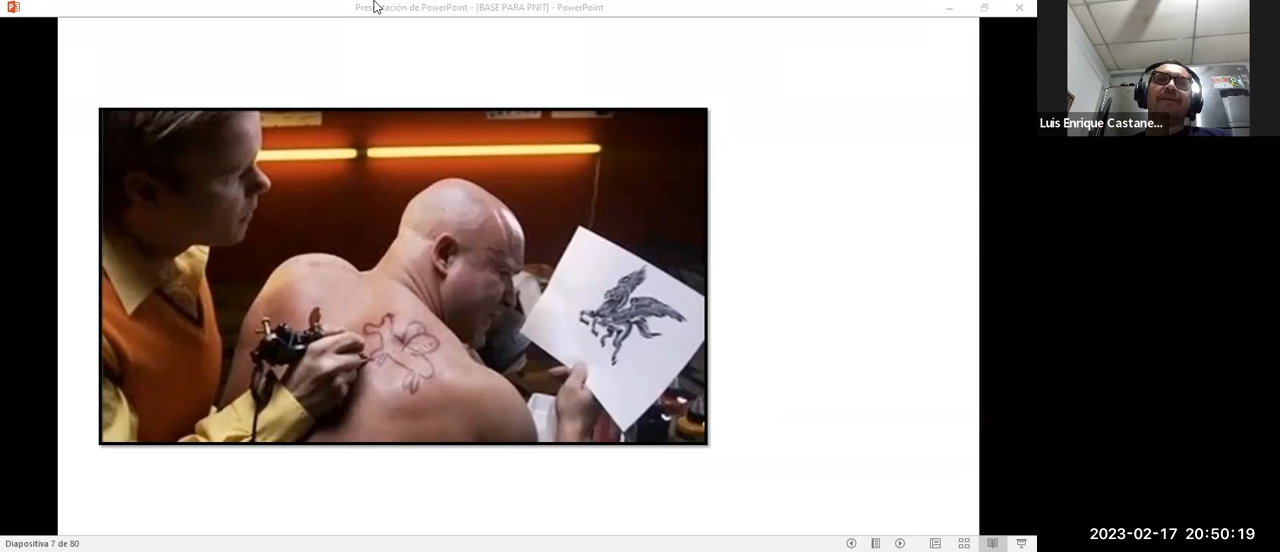 Presentación de PowerPoint - [BASE PARA PNIT] - PowerPoint
Luis Enrique Castane...
2023-02-17 20:50:19
Diapositiva 7 de 80